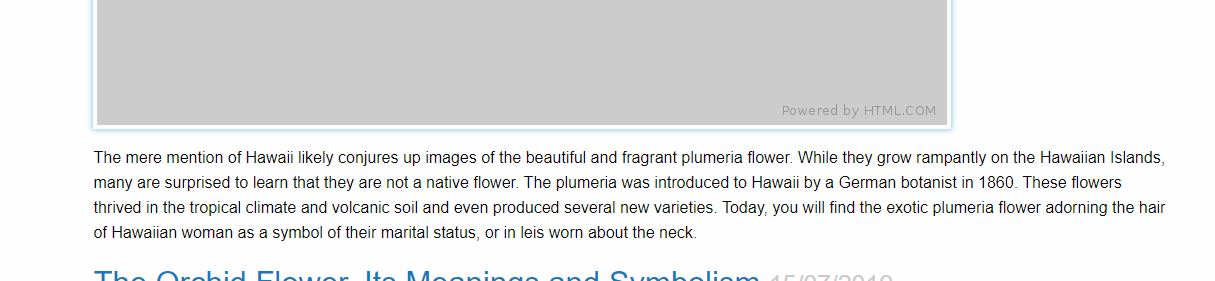 Powered by HTML.COM
The mere mention of Hawaii likely conjures up images of the beautiful and fragrant plumeria flower. While they grow rampantly on the Hawaiian Islands,
many are surprised to learn that they are not a native flower. The plumeria was introduced to Hawaii by a German botanist in 1860. These flowers
thrived in the tropical climate and volcanic soil and even produced several new varieties. Today, you will find the exotic plumeria flower adorning the hair
of Hawaiian woman as a symbol of their marital status, or in leis worn about the neck.
The Orchid Flower, Its Meanings and Symbolism